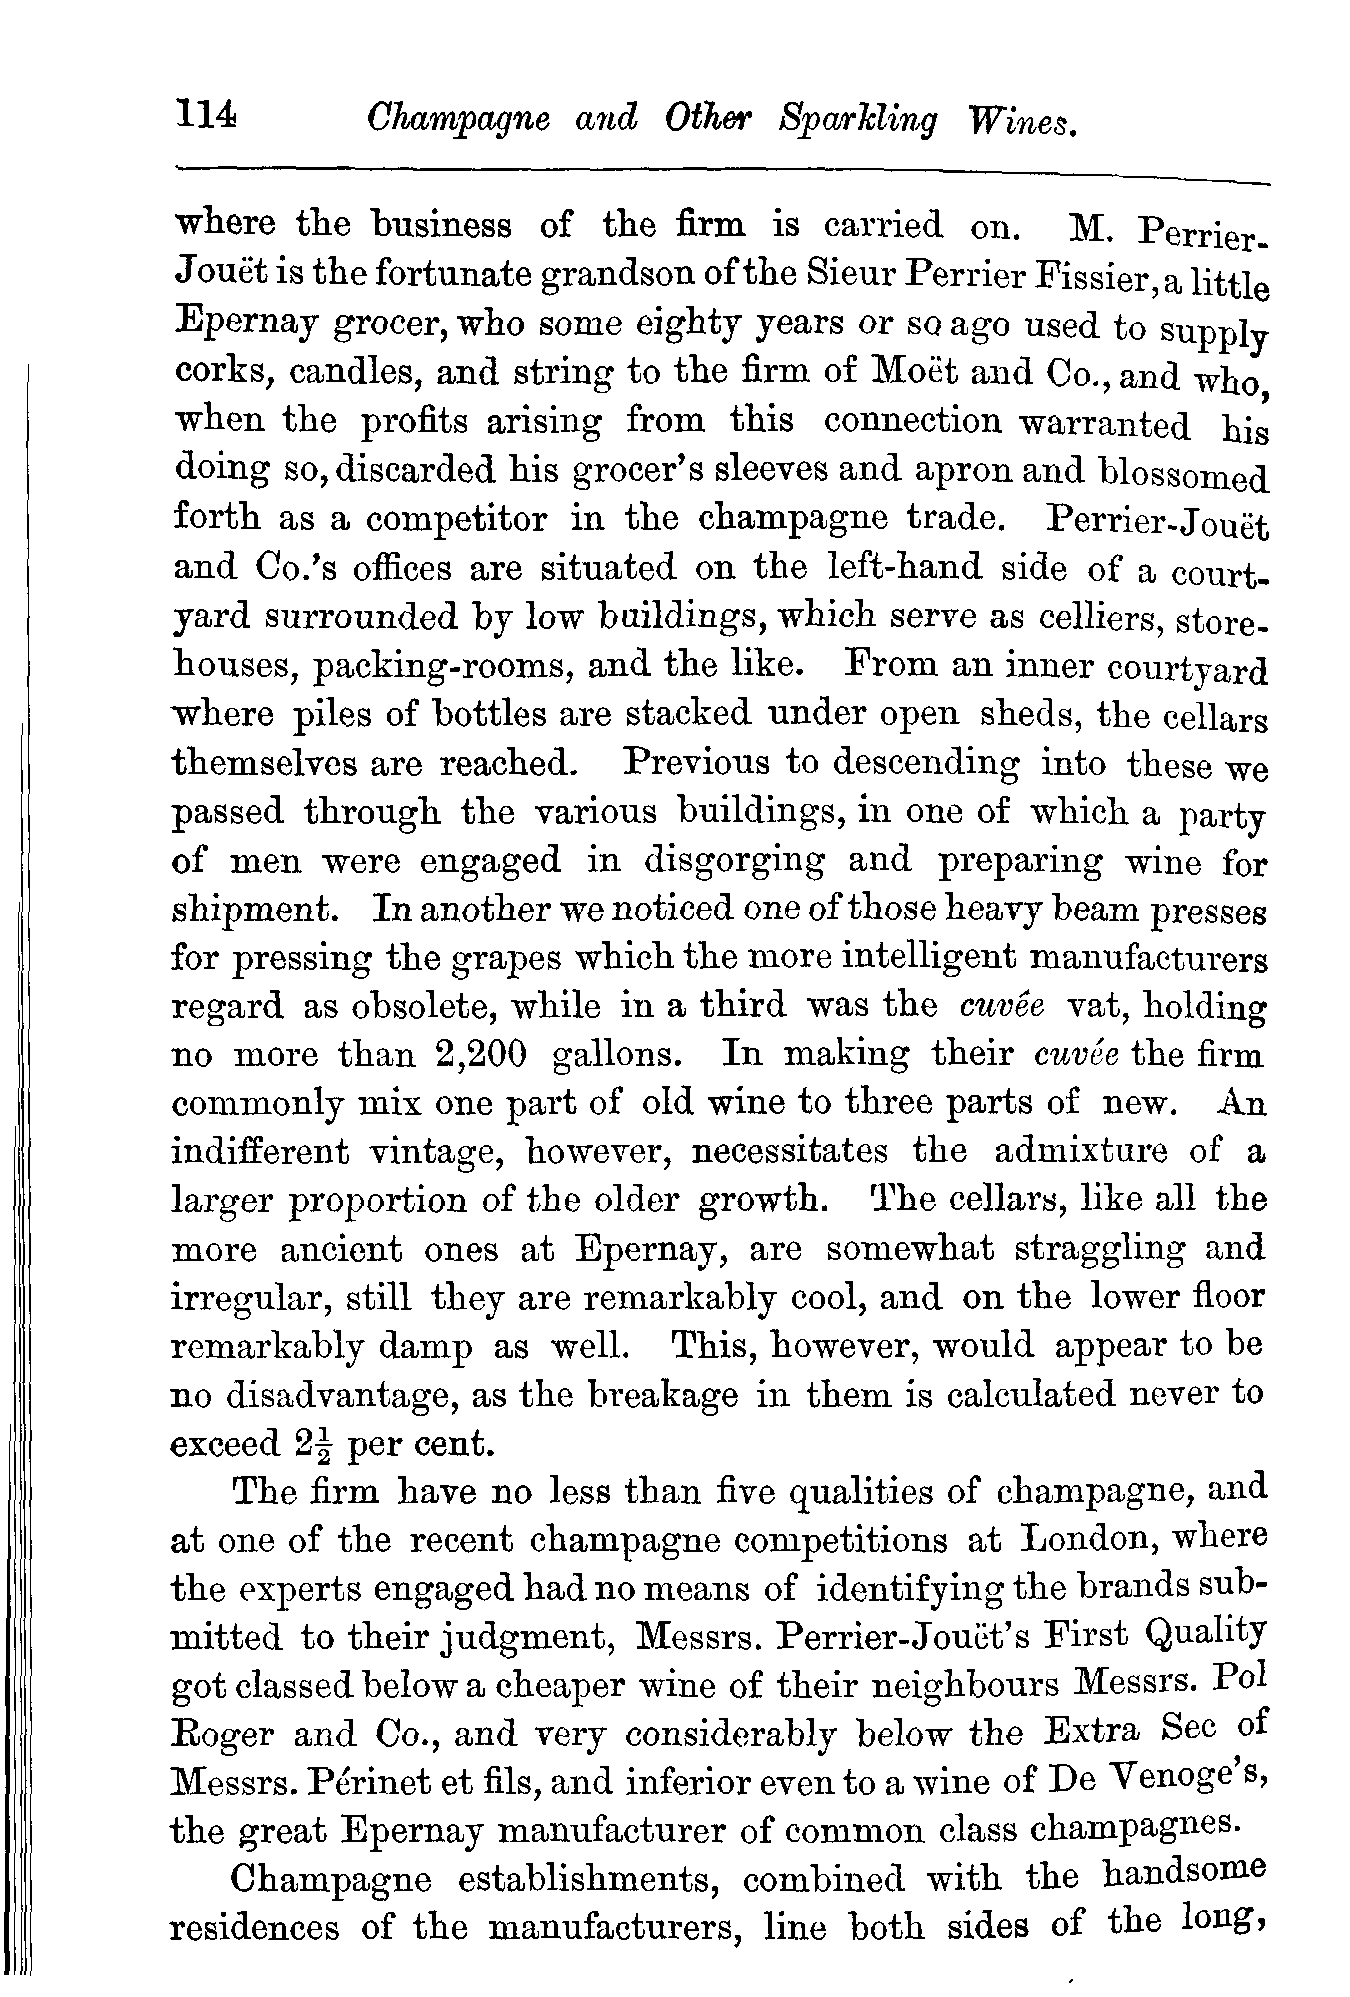 114 Champagne and Other Sparkling Wines.
where the business of the firm is carried on. M. Perrier-
Jouët is the fortunate grandson of the Sieur Perrier Fissier, a little
Epernay grocer, who some eighty years or so ago used to supply
corks, candles, and string to the firm of Moët and Co., and who,
when the profits arising from this connection warranted his
doing so, discarded his grocer's sleeves and apron and blossomed
forth as a competitor in the champagne trade. Perrier-Jouët
and Co.'s offices are situated on the left-hand side of a court-
yard surrounded by low buildings, which serve as celliers, store-
houses, packing-rooms, and the like. From an inner courtyard
where piles of bottles are stacked under open sheds, the cellars
themselves are reached. Previous to descending into these we
passed through the various buildings, in one of which a party
of men were engaged in disgorging and preparing wine for
shipment. In another we noticed one of those heavy beam presses
for pressing the grapes which the more intelligent manufacturers
regard as obsolete, while in a third was the cuvée vat, holding
no more than 2,200 gallons. In making their cuvée the firm
commonly mix one part of old wine to three parts of new. An
indifferent vintage, however, necessitates the admixture of a
larger proportion of the older growth. The cellars, like all the
more ancient ones at Epernay, are somewhat straggling and
irregular, still they are remarkably cool, and on the lower floor
remarkably damp as well. This, however, would appear to be
no disadvantage, as the breakage in them is calculated never to
exceed 2½ per cent.
The firm have no less than five qualities of champagne, and
at one of the recent champagne competitions at London, where
the experts engaged had no means of identifying the brands sub-
mitted to their judgment, Messrs. Perrier-Jouët's First Quality
got classed below a cheaper wine of their neighbours Messrs. Pol
Roger and Co., and very considerably below the Extra Sec of
Messrs. Périnet et fils, and inferior even to a wine of De Venoge's,
the great Epernay manufacturer of common class champagnes.
Champagne establishments, combined with the handsome
residences of the manufacturers, line both sides of the long,